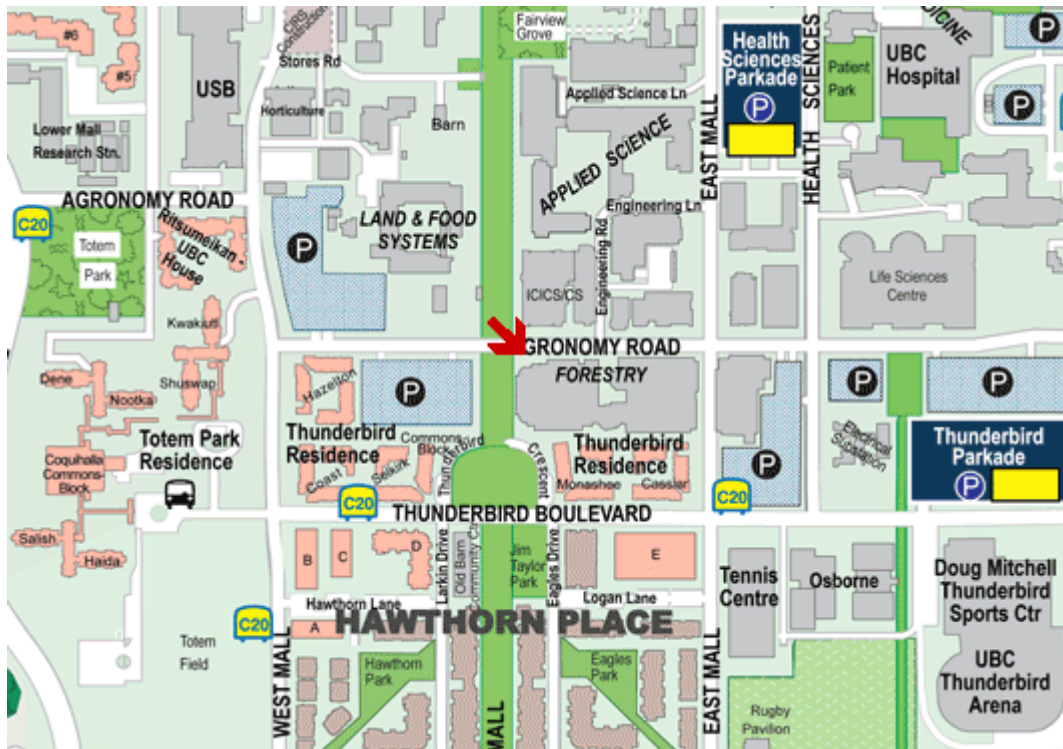 #6
#5
CIRS
Construction
Stores Rd
USB
Horticulture
Barn
Lower Mall
Research Stn.
Fairview
Grove
Applied Science Ln
APPLIED SCIENCE
Engineering Ln
Engineering Rd
ICICS/CS
EAST MALL
Health
Sciences
Parkade
P
HEALTH SCIENCES
Patient
Park
UBC
Hospital
P
P
Life Sciences
Centre
AGRONOMY ROAD
C20
Totem
Park
Ritsumeikan -
UBC
House
P
LAND & FOOD
SYSTEMS
Kwakiutl
Shuswap
Dene
Nootka
Coquihalla
Commons-
Block
Salish
Haida
Totem Park
Residence
GRONOMY ROAD
FORESTRY
Hazelton
P
Thunderbird
Residence
Commons
Block
Coast
Selkirk
C20
Thunderbird
Crescent
Thunderbird
Residence
Monashee
Cassiar
C20
P
P
P
Electrical
Substation
Thunderbird
Parkade
P
THUNDERBIRD BOULEVARD
B
C
D
Larkin Drive
Old Barn
Community
Jim
Taylor
Park
Eagles Drive
E
Tennis
Centre
Osborne
Doug Mitchell
Thunderbird
Sports Ctr
UBC
Thunderbird
Arena
Hawthorn Lane
Logan Lane
C20
A
HAWTHORN PLACE
Totem
Field
WEST MALL
Hawthorn
Park
MALL
Eagles
Park
EAST MALL
Rugby
Pavilion